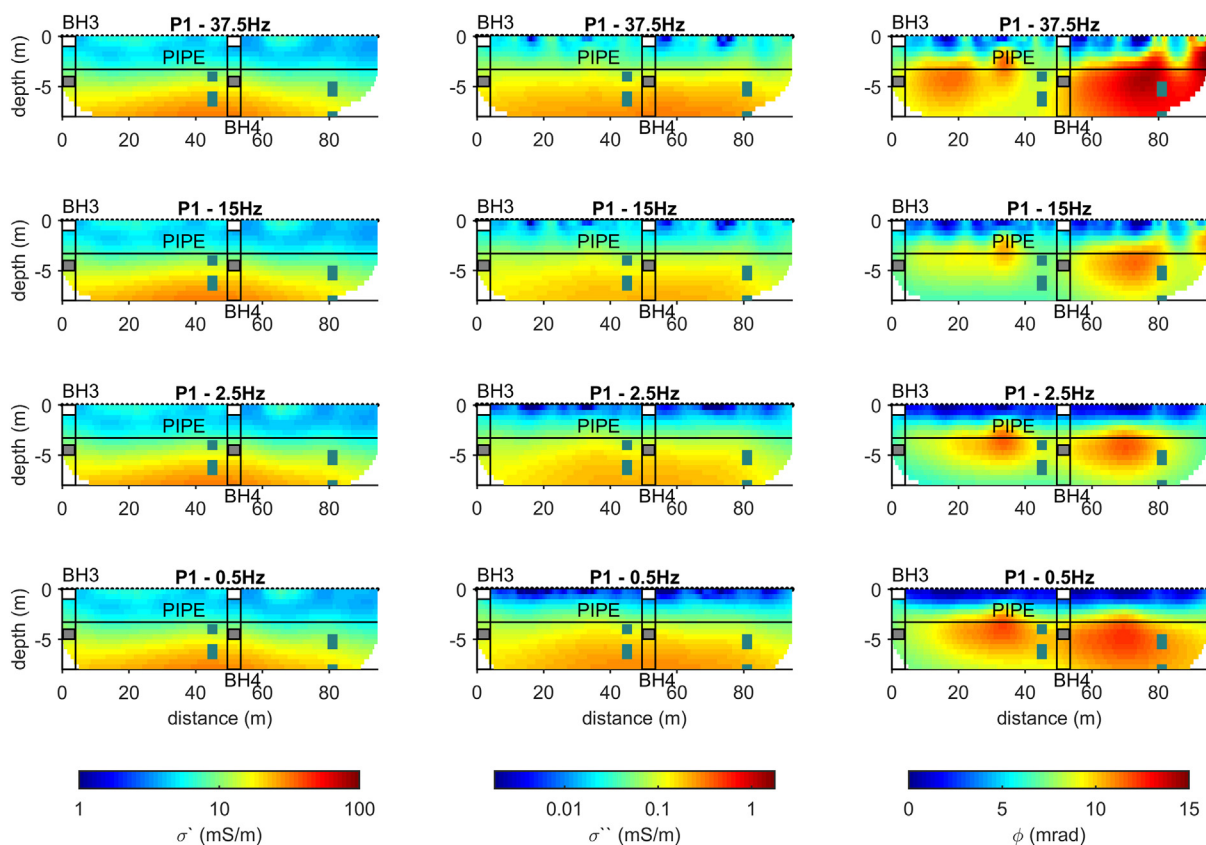 BH3 P1 - 37.5Hz BH3 P1 - 37.5Hz BH3 P1 - 37.5Hz
0 0 0
depth (m) PIPE PIPE PIPE
-5 -5 -5
BH4 BH4 BH4
0 20 40 60 80 0 20 40 60 80 0 20 40 60 80
BH3 P1 - 15Hz BH3 P1 - 15Hz BH3 P1 - 15Hz
0 0 0
depth (m) PIPE PIPE PIPE
-5 -5 -5
BH4 BH4 BH4
0 20 40 60 80 0 20 40 60 80 0 20 40 60 80
BH3 P1 - 2.5Hz BH3 P1 - 2.5Hz BH3 P1 - 2.5Hz
0 0 0
depth (m) PIPE PIPE PIPE
-5 -5 -5
BH4 BH4 BH4
0 20 40 60 80 0 20 40 60 80 0 20 40 60 80
BH3 P1 - 0.5Hz BH3 P1 - 0.5Hz BH3 P1 - 0.5Hz
0 0 0
depth (m) PIPE PIPE PIPE
-5 -5 -5
BH4 BH4 BH4
0 20 40 60 80 0 20 40 60 80 0 20 40 60 80
distance (m) distance (m) distance (m)
1 10 100 0.01 0.1 1 0 5 10 15
σ` (mS/m) σ`` (mS/m) ϕ (mrad)